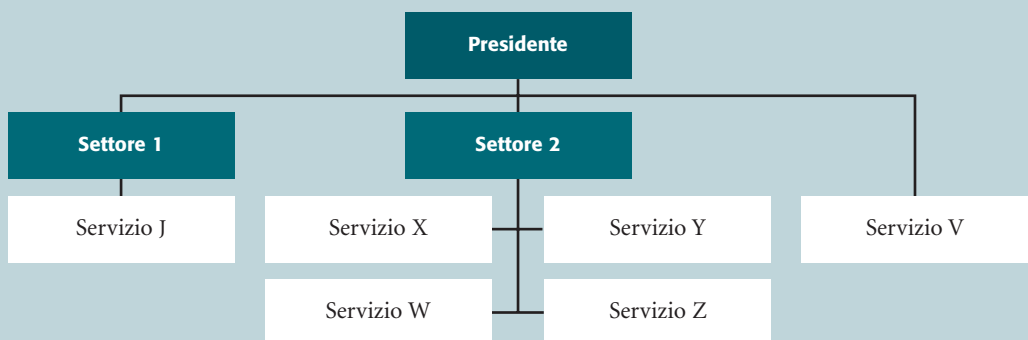 Presidente
Settore 1
Settore 2
Servizio J
Servizio X
Servizio Y
Servizio V
Servizio W
Servizio Z